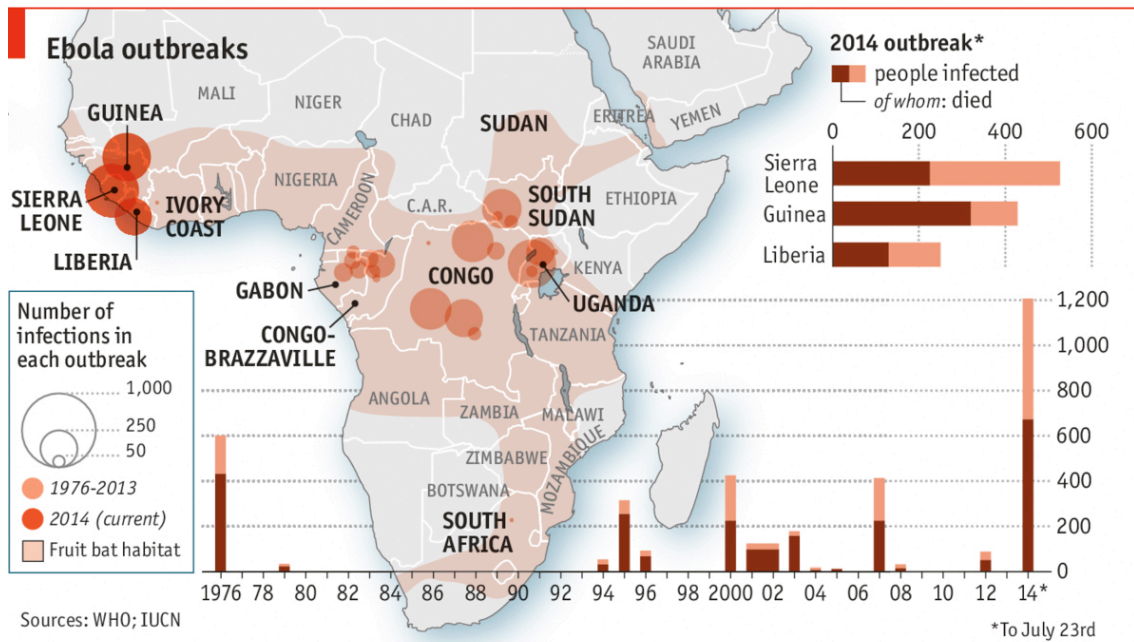 Ebola outbreaks
2014 outbreak*
people infected
of whom: died
0 200 400 600
Sierra
Leone
Guinea
Liberia
SAUDI
ARABIA
MALI
NIGER
CHAD
SUDAN
ERITREA
YEMEN
GUINEA
NIGERIA
SIERRA
LEONE
IVORY
COAST
CAMEROON
C.A.R.
SOUTH
SUDAN
ETHIOPIA
LIBERIA
GABON
CONGO
KENYA
UGANDA
CONGO-
BRAZZAVILLE
TANZANIA
ANGOLA
ZAMBIA
MALAWI
ZIMBABWE
MOZAMBIQUE
BOTSWANA
SOUTH
AFRICA
Number of
infections in
each outbreak
1,000
250
50
1976-2013
2014 (current)
Fruit bat habitat
1,200
1,000
800
600
400
200
0
1976 78 80 82 84 86 88 90 92 94 96 98 2000 02 04 06 08 10 12 14*
Sources: WHO; IUCN
*To July 23rd